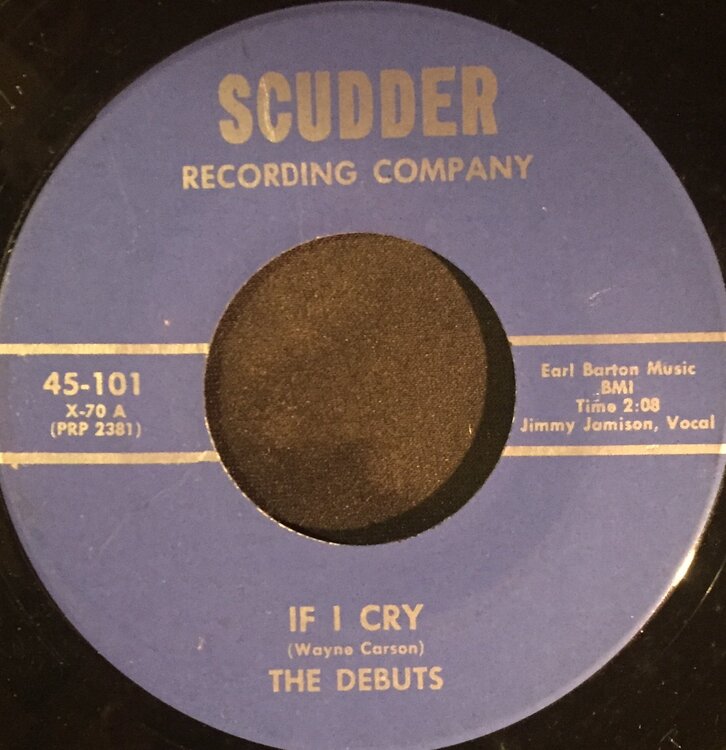 SCUDDER
RECORDING COMPANY
45-101
X-70 A
(PRP 2381)
Earl Barton Music
BMI
Time 2:08
Jimmy Jamison, Vocal
IF I CRY
(Wayne Carson)
THE DEBUTS